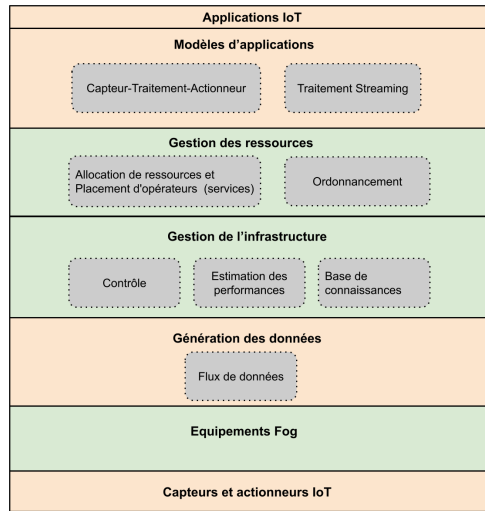 Applications IoT
Modèles d'applications
Capteur-Traitement-Actionneur
Traitement Streaming
Gestion des ressources
Allocation de ressources et
Placement d'opérateurs (services)
Ordonnancement
Gestion de l'infrastructure
Contrôle
Estimation des
performances
Base de
connaissances
Génération des données
Flux de données
Equipements Fog
Capteurs et actionneurs IoT